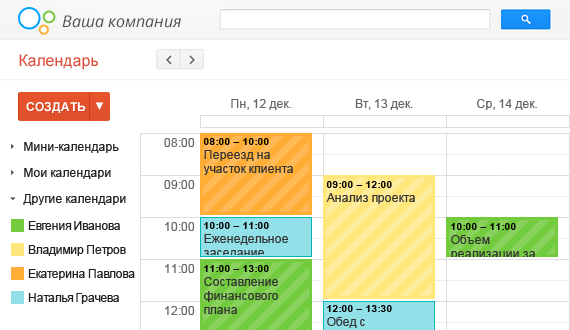 Ваша компания
Календарь
СОЗДАТЬ
Пн, 12 дек.
Вт, 13 дек.
Ср, 14 дек.
Мини-календарь
Мои календари
Другие календари
Евгения Иванова
Владимир Петров
Екатерина Павлова
Наталья Грачева
08:00
09:00
10:00
11:00
12:00
08:00 – 10:00
Переезд на
участок клиента
10:00 – 11:00
Еженедельное
заседание
11:00 – 13:00
Составление
финансового
плана
09:00 – 12:00
Анализ проекта
12:00 – 13:30
Обед с
10:00 – 11:00
Объем
реализации за